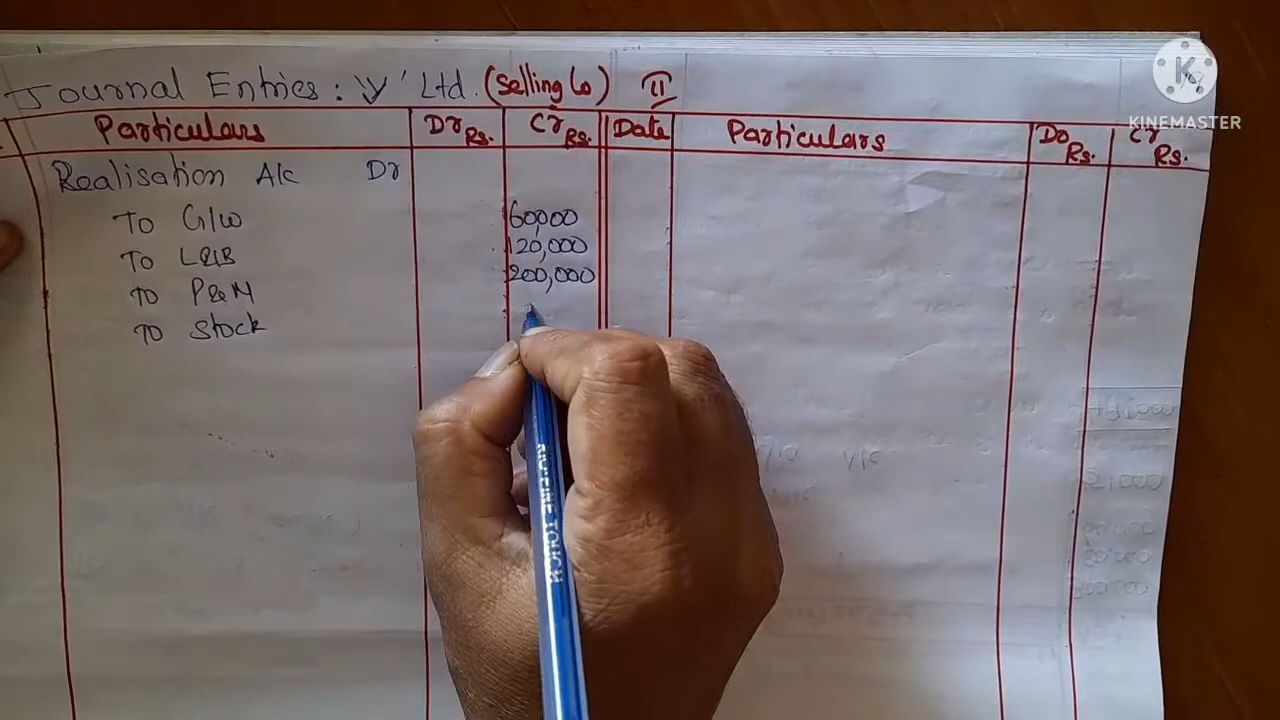 Journal Entries: 'Y' Ltd. (Selling Co) II
KINEMASTER
Particulars Dr Rs. Cr Rs. Date Particulars Dr Rs. Cr Rs.
Realisation A/c Dr
To G/W 60,000
To L&B 120,000
To P&M 200,000
To Stock